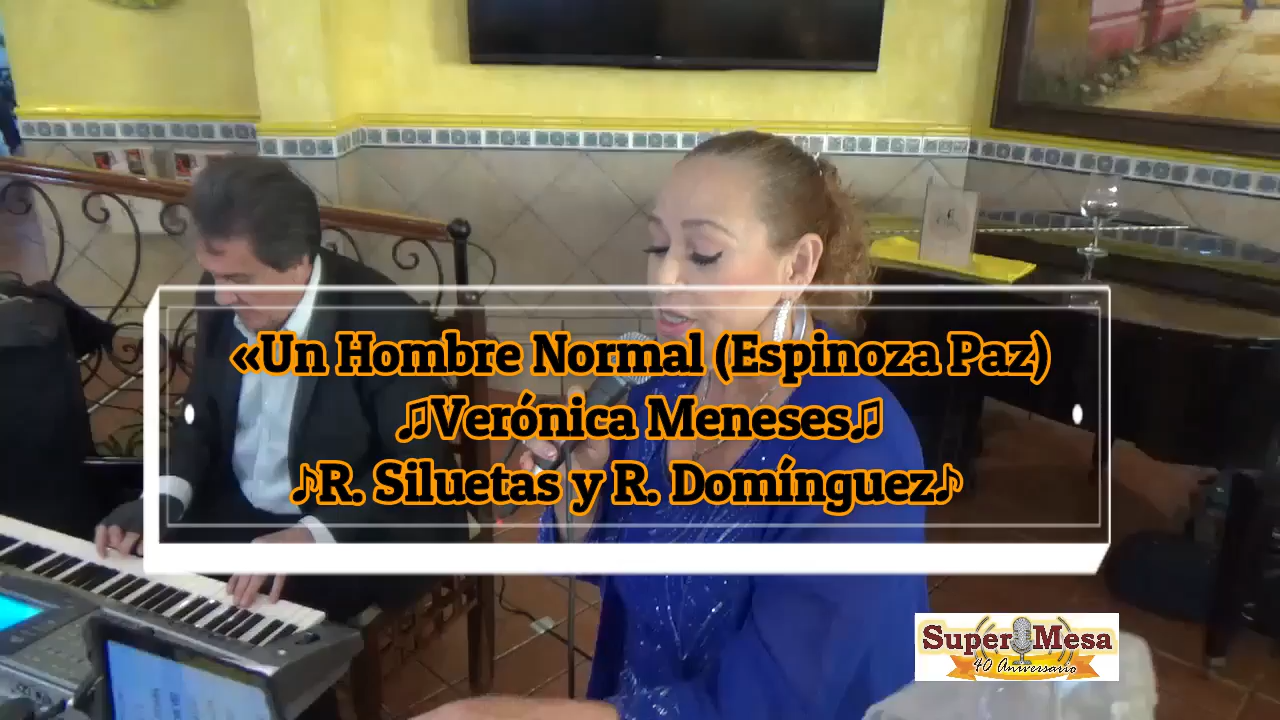 «Un Hombre Normal (Espinoza Paz)
♫Verónica Meneses♫
♪R. Siluetas y R. Domínguez♪
Super Mesa
40 Aniversario